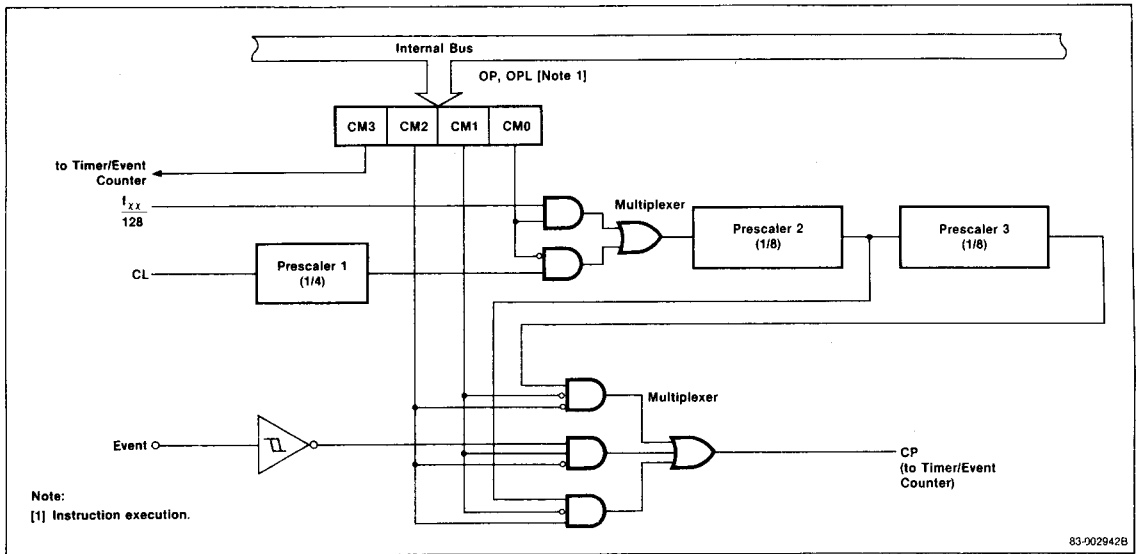 Internal Bus
OP, OPL [Note 1]
CM3 CM2 CM1 CM0
to Timer/Event
Counter
fχχ
128
Multiplexer
Prescaler 2
(1/8)
Prescaler 3
(1/8)
CL
Prescaler 1
(1/4)
Multiplexer
Event
CP
(to Timer/Event
Counter)
Note:
[1] Instruction execution.
83-002942B